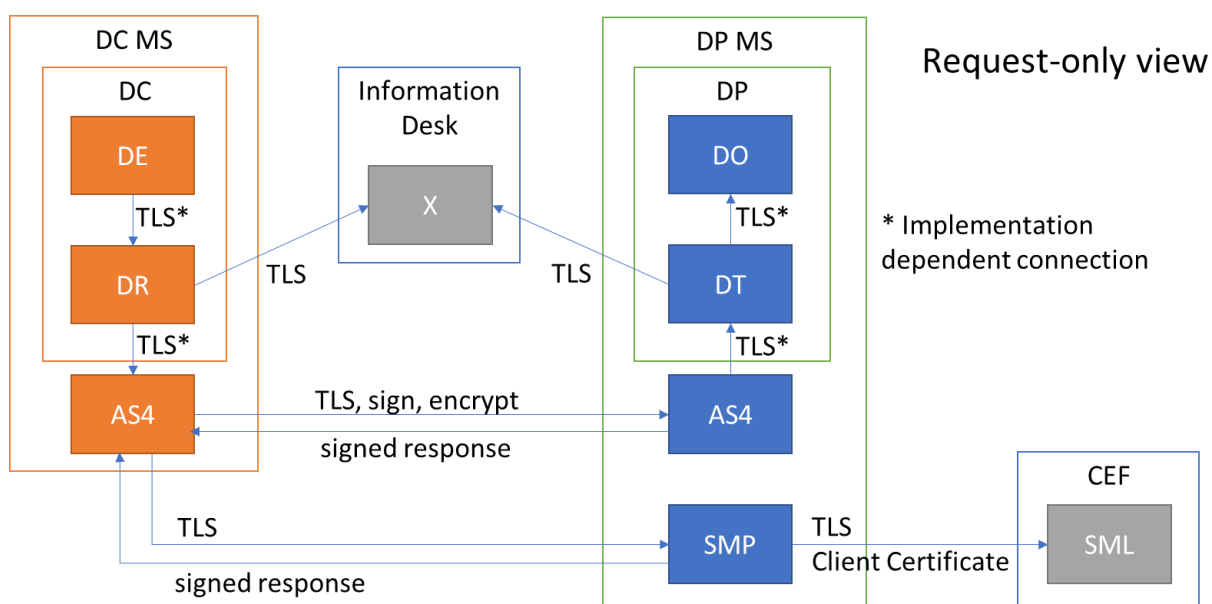 DC MS
DP MS
Request-only view
DC
Information
Desk
DP
DE
DO
X
TLS*
TLS*
* Implementation
dependent connection
DR
TLS
TLS
DT
TLS*
TLS*
AS4
TLS, sign, encrypt
AS4
signed response
CEF
TLS
SMP
TLS
SML
Client Certificate
signed response